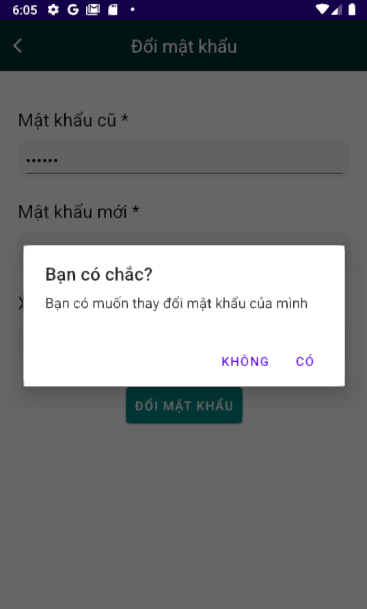 6:05
Đổi mật khẩu
Mật khẩu cũ *
Mật khẩu mới *
Bạn có chắc?
Bạn có muốn thay đổi mật khẩu của mình
KHÔNG CÓ
ĐỔI MẬT KHẨU